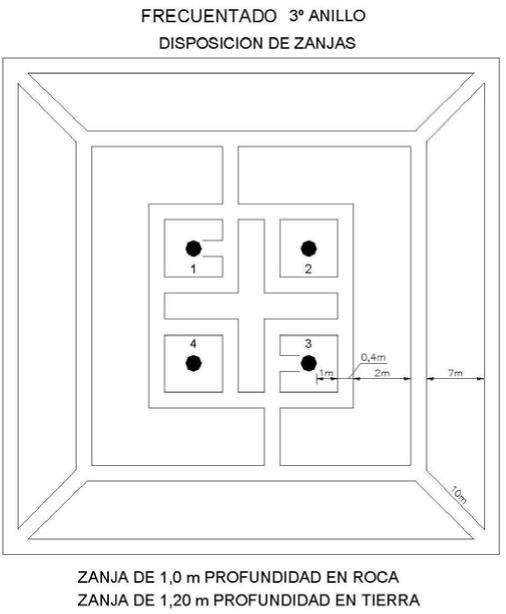 FRECUENTADO 3º ANILLO
DISPOSICION DE ZANJAS
1
2
4
3
0,4m
1m
2m
7m
10m
ZANJA DE 1,0 m PROFUNDIDAD EN ROCA
ZANJA DE 1,20 m PROFUNDIDAD EN TIERRA